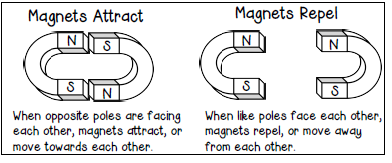 Magnets Attract
N S
S N
When opposite poles are facing
each other, magnets attract, or
move towards each other.
Magnets Repel
N N
S S
When like poles face each other,
magnets repel, or move away
from each other.